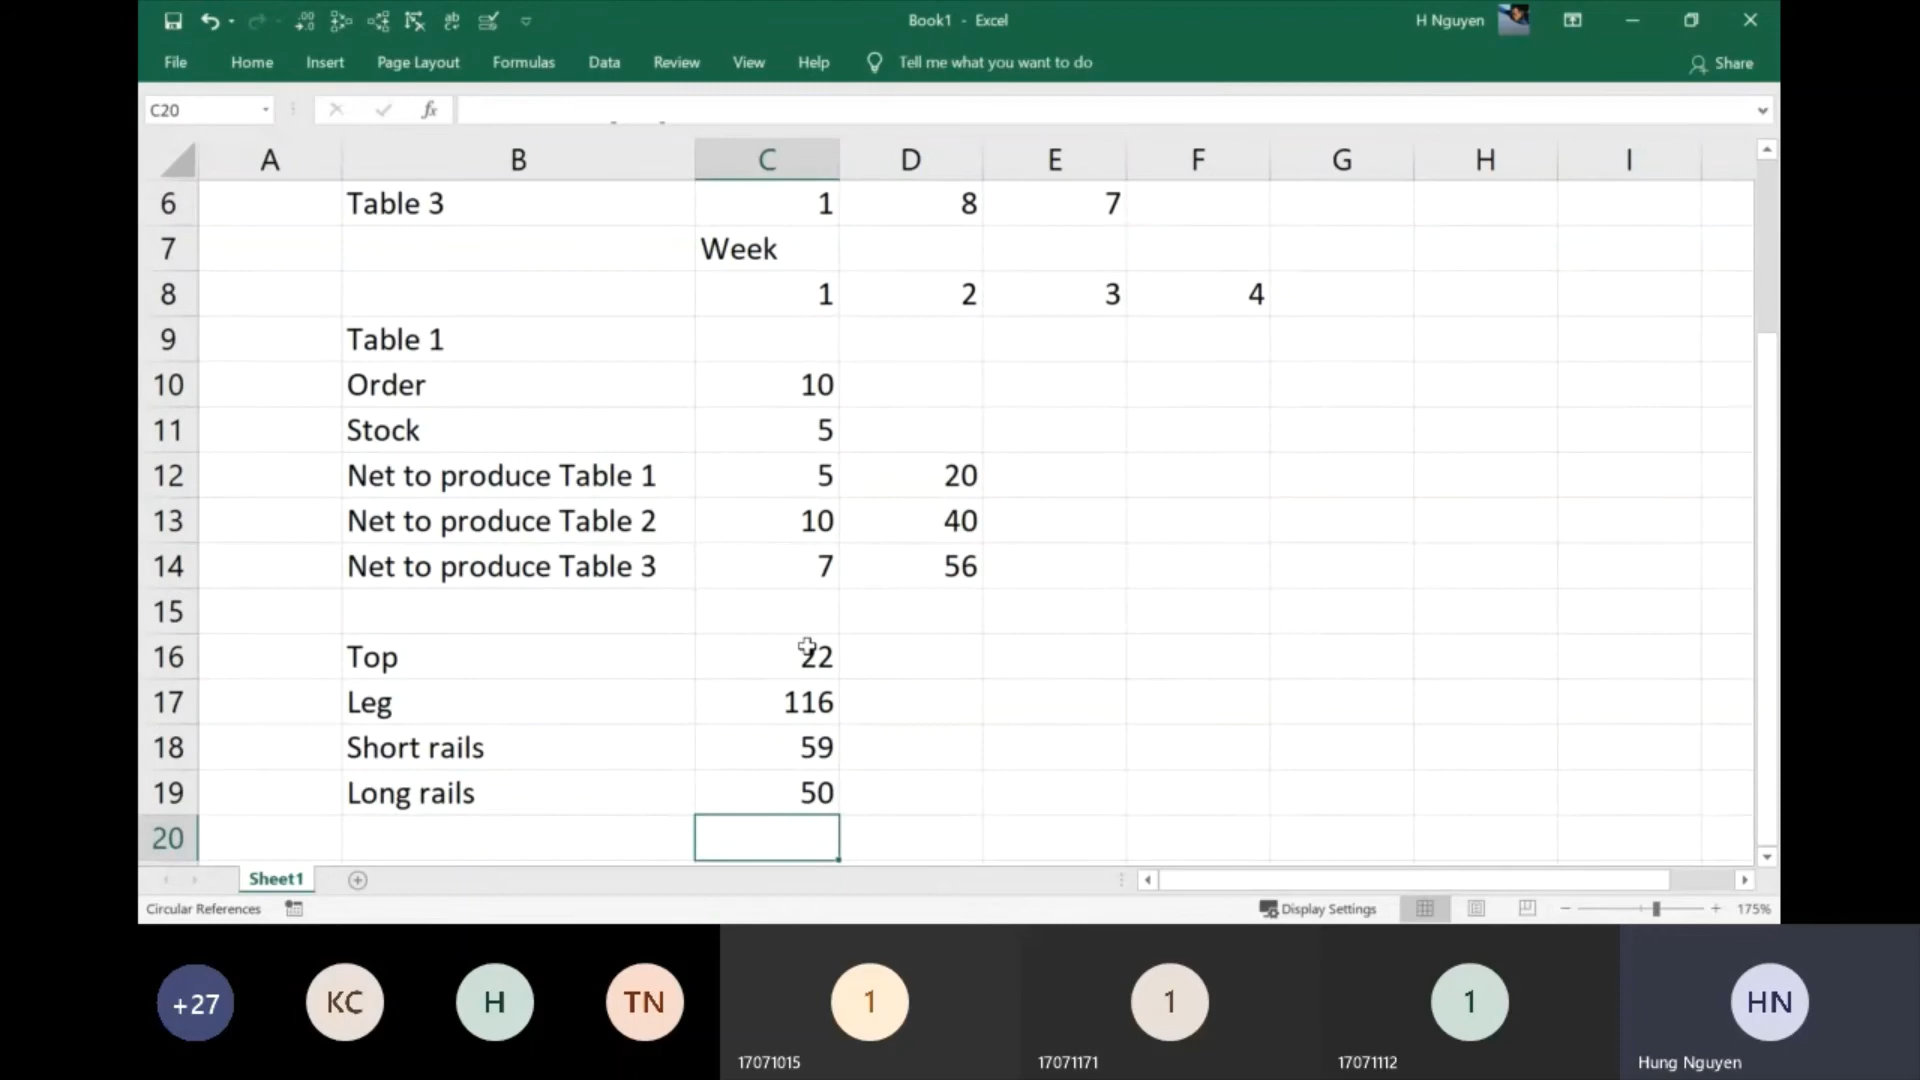 Book1 - Excel
H Nguyen
File Home Insert Page Layout Formulas Data Review View Help Tell me what you want to do Share
C20 fx
A B C D E F G H I
6 Table 3 1 8 7
7 Week
8 1 2 3 4
9 Table 1
10 Order 10
11 Stock 5
12 Net to produce Table 1 5 20
13 Net to produce Table 2 10 40
14 Net to produce Table 3 7 56
15
16 Top 22
17 Leg 116
18 Short rails 59
19 Long rails 50
20
Sheet1
Circular References Display Settings 175%
+27 KC H TN 1 1 1 HN
17071015 17071171 17071112 Hung Nguyen